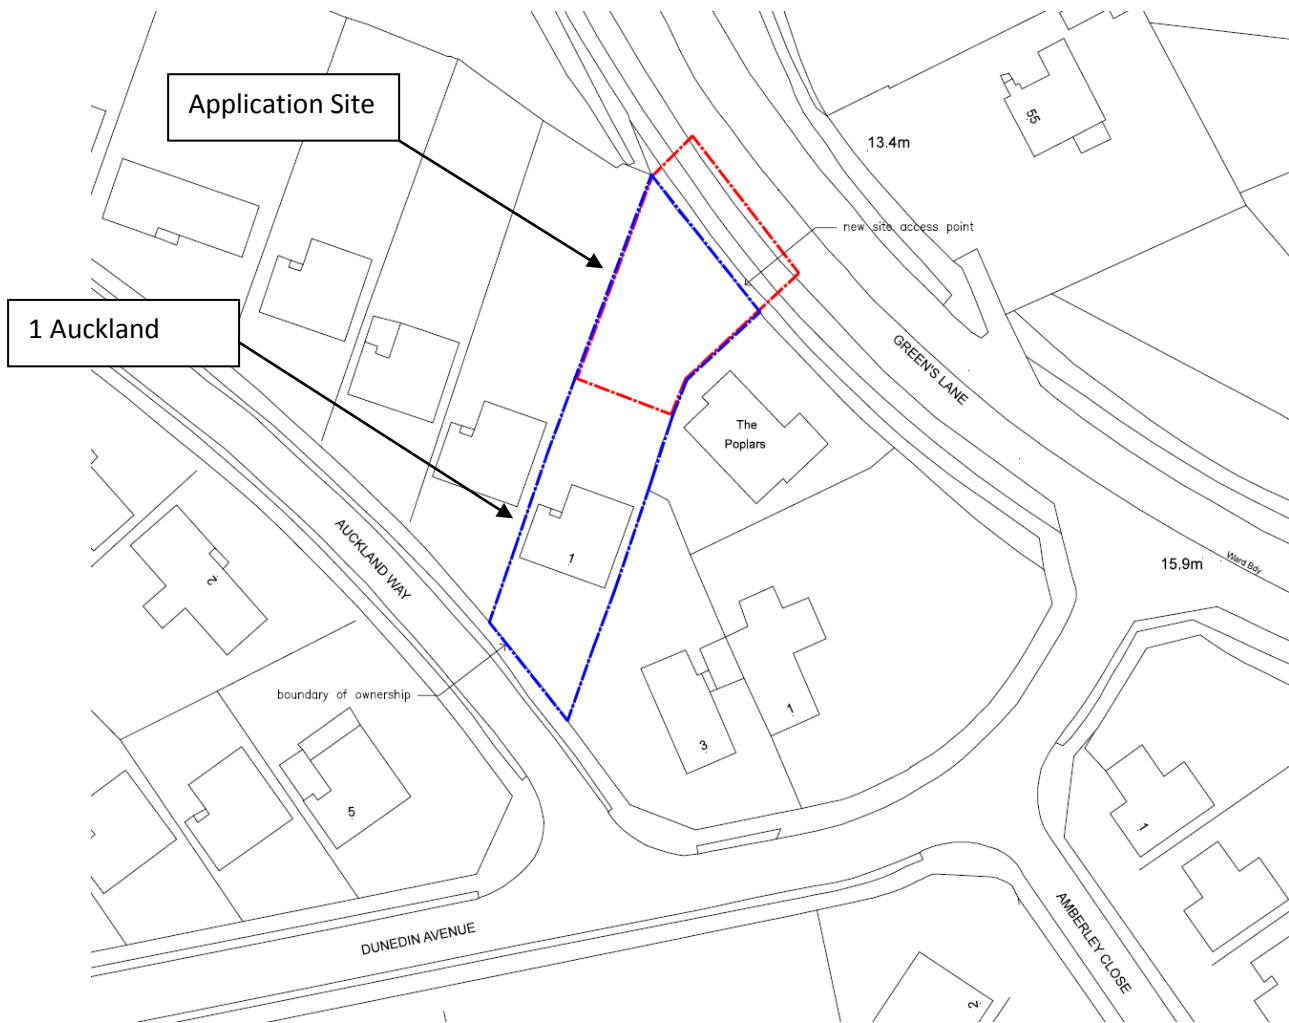 Application Site
55
13.4m
new site access point
1 Auckland
GREEN'S LANE
The
Poplars
AUCKLAND WAY
1
2
15.9m
Ward Bdy
boundary of ownership
1
3
5
1
DUNEDIN AVENUE
AMBERLEY CLOSE
2